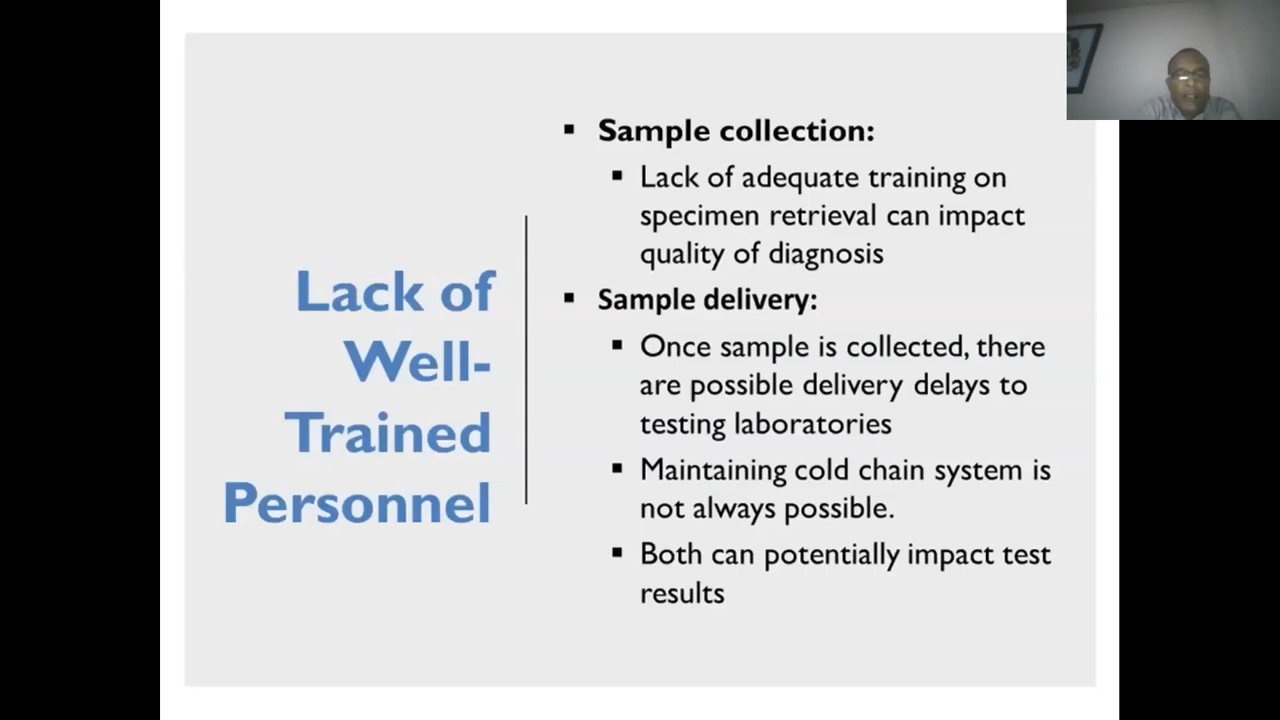 Lack of
Well-
Trained
Personnel
▪ Sample collection:
▪ Lack of adequate training on
specimen retrieval can impact
quality of diagnosis
▪ Sample delivery:
▪ Once sample is collected, there
are possible delivery delays to
testing laboratories
▪ Maintaining cold chain system is
not always possible.
▪ Both can potentially impact test
results